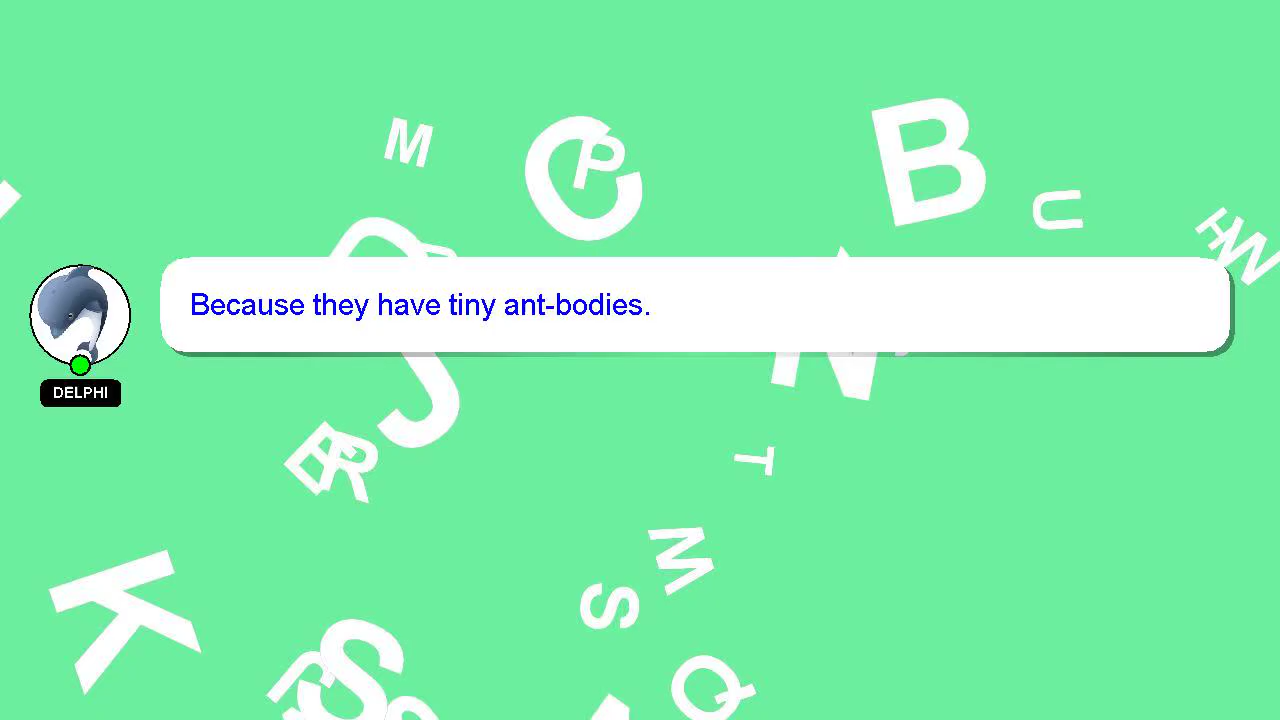 M
C
P
B
U
H
W
Because they have tiny ant-bodies.
DELPHI
J
N
E
R
T
K
M
S
S
Q